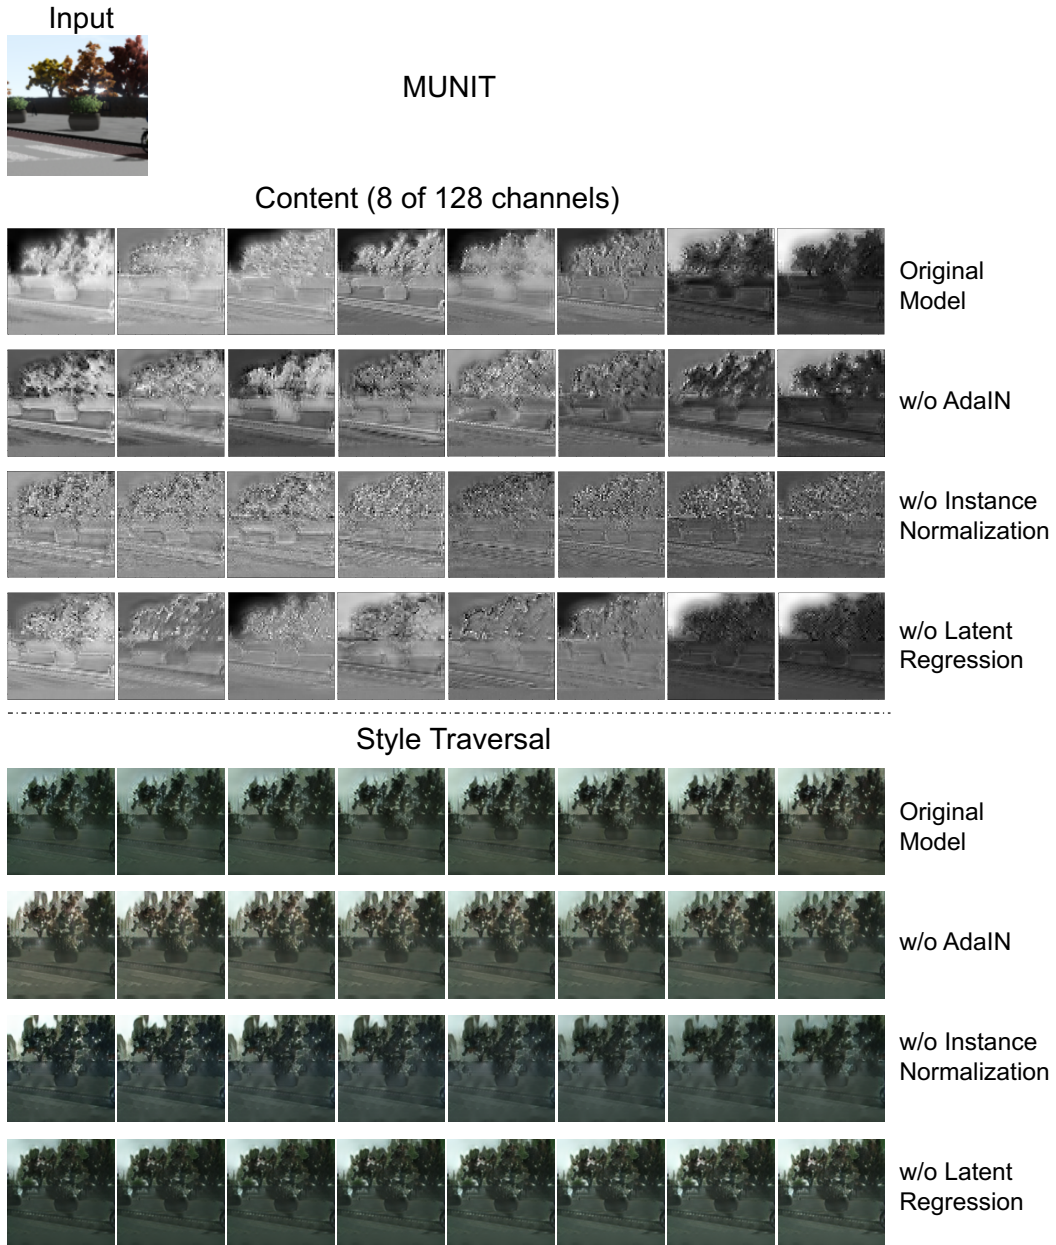 Input
MUNIT
Content (8 of 128 channels)
Original
Model
w/o AdaIN
w/o Instance
Normalization
w/o Latent
Regression
Style Traversal
Original
Model
w/o AdaIN
w/o Instance
Normalization
w/o Latent
Regression